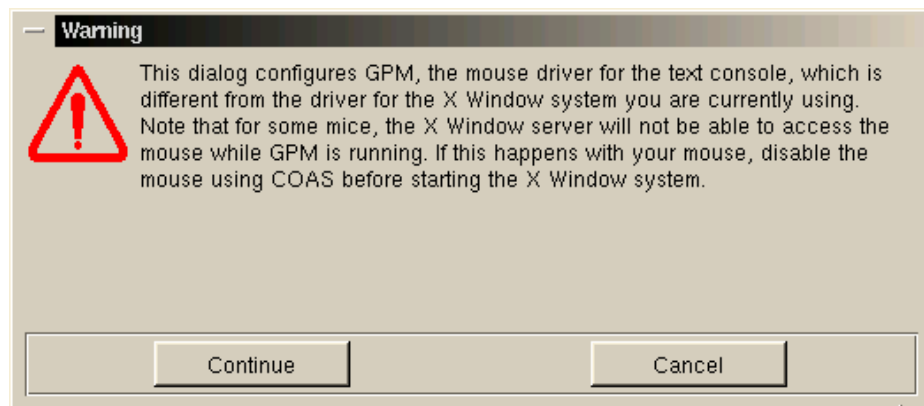 Warning
This dialog configures GPM, the mouse driver for the text console, which is
different from the driver for the X Window system you are currently using.
Note that for some mice, the X Window server will not be able to access the
mouse while GPM is running. If this happens with your mouse, disable the
mouse using COAS before starting the X Window system.
Continue
Cancel